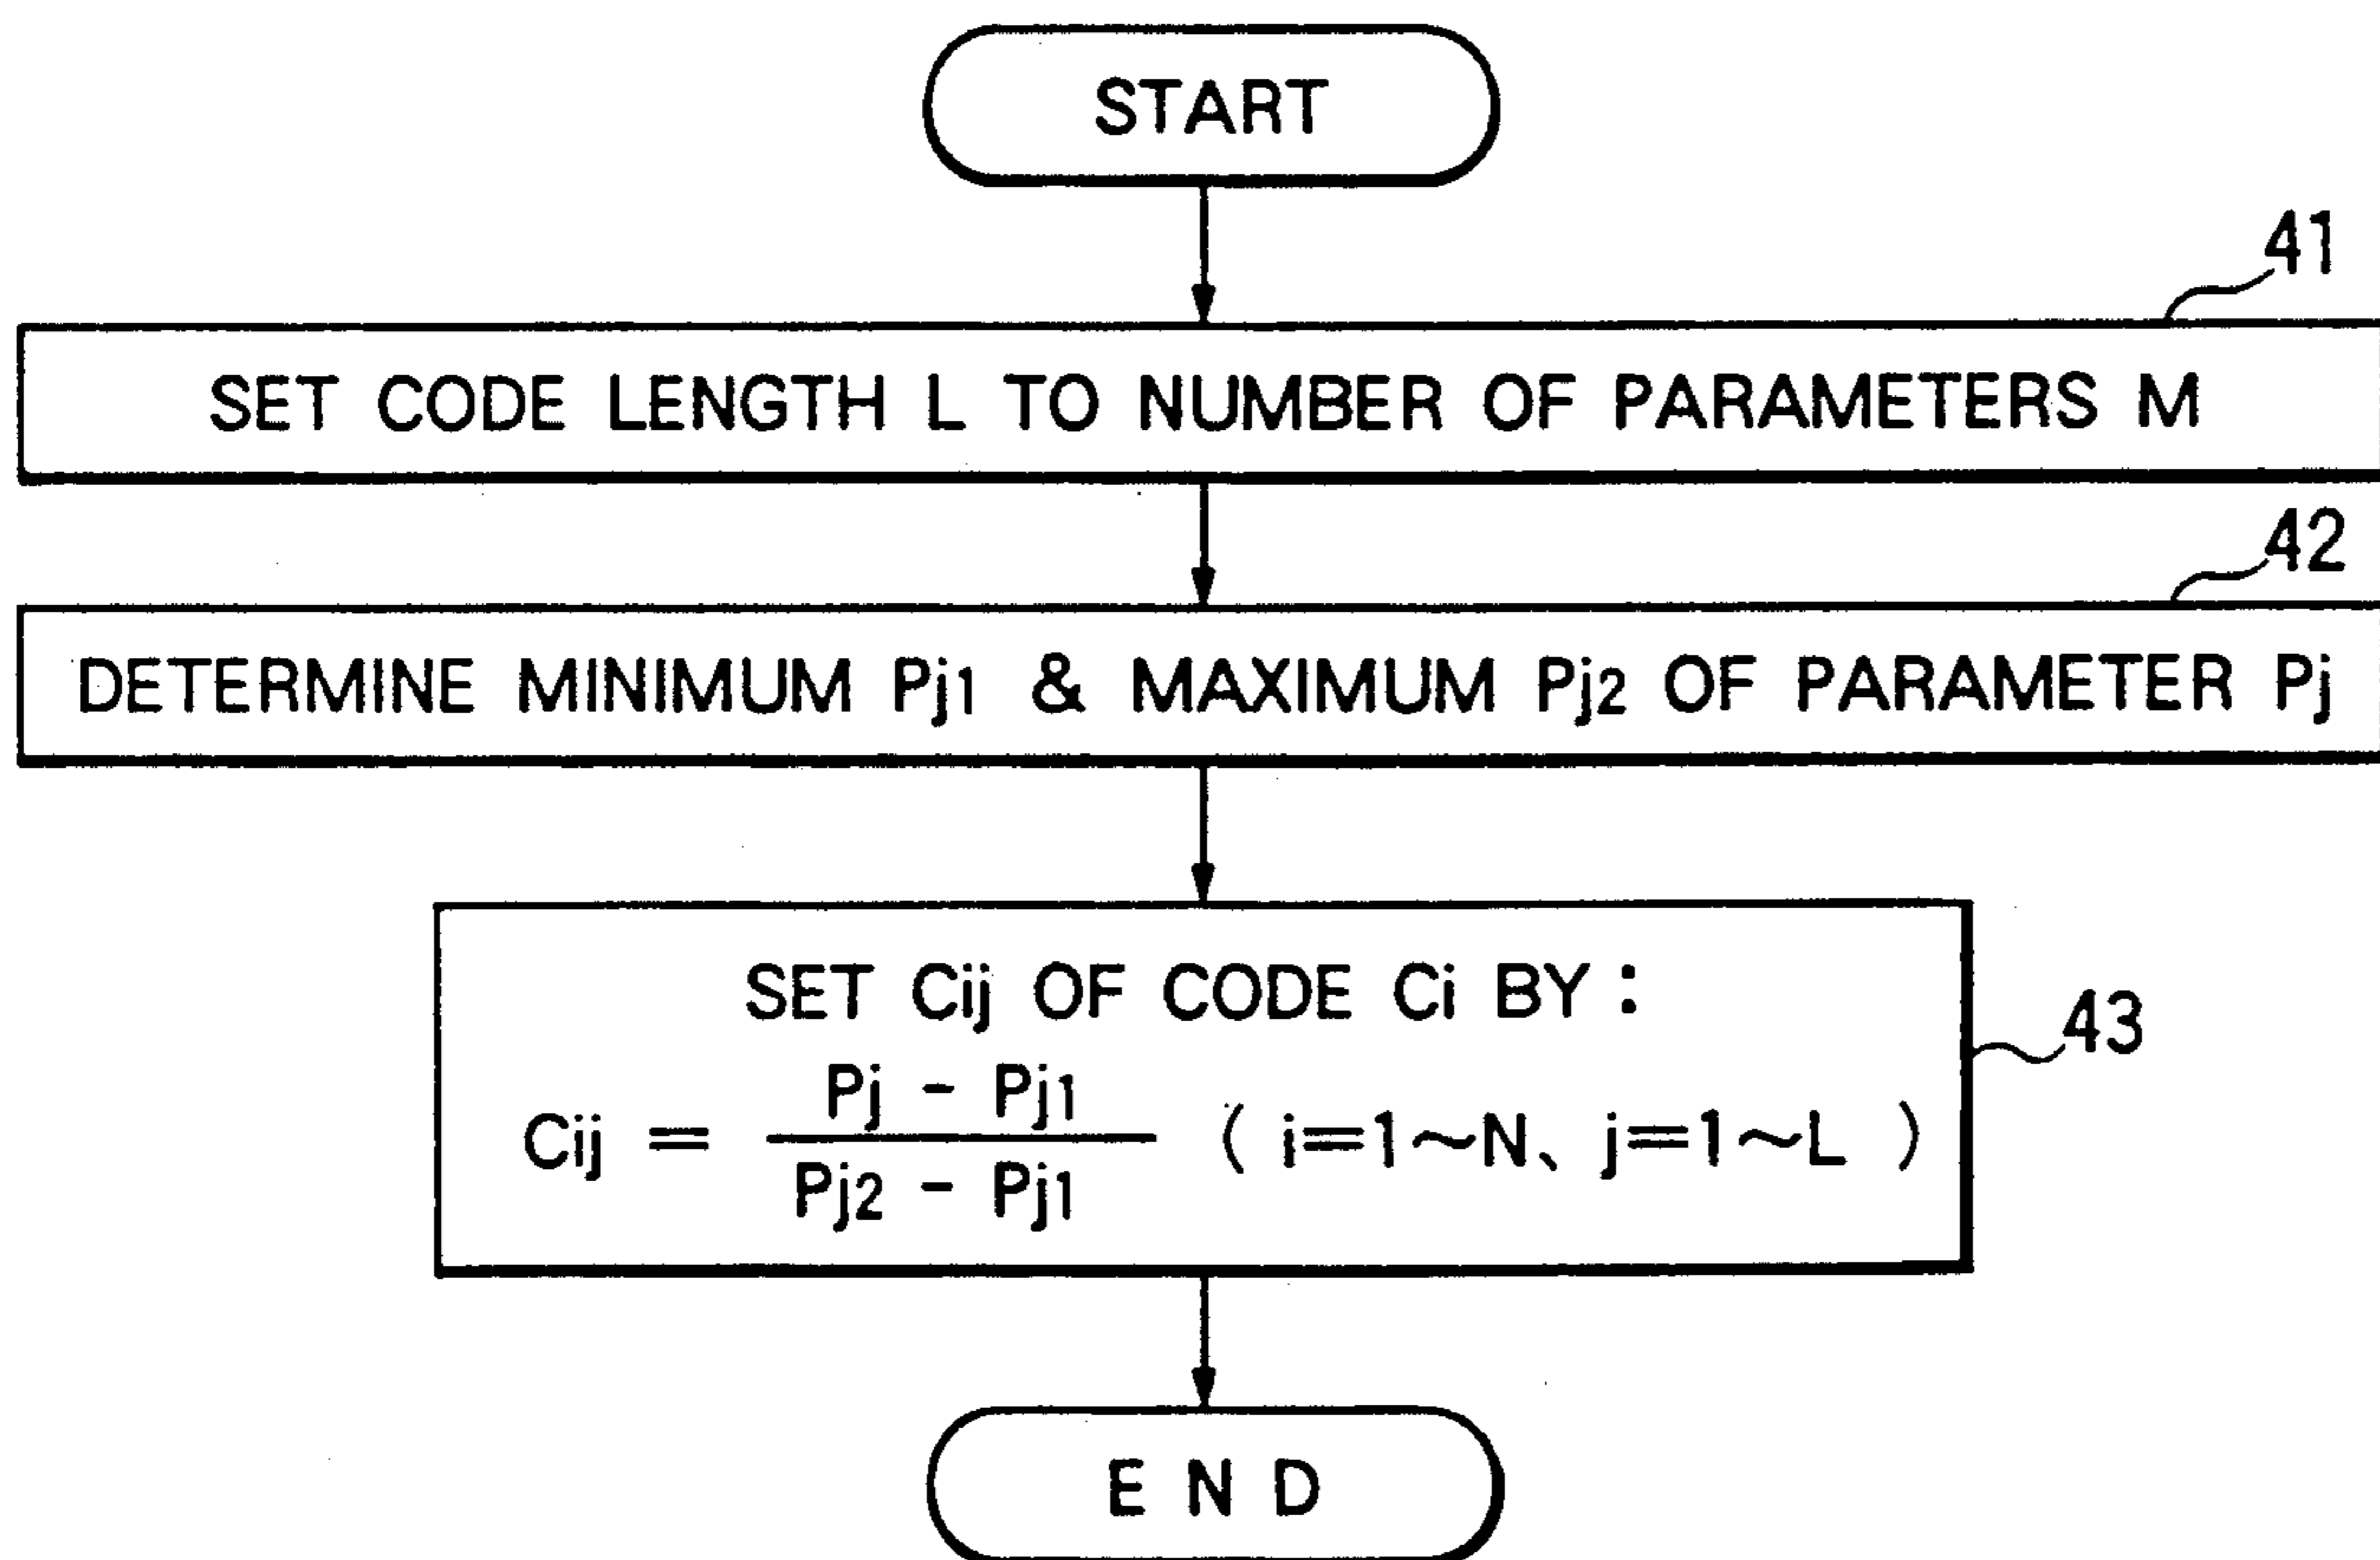 START
41
SET CODE LENGTH L TO NUMBER OF PARAMETERS M
42
DETERMINE MINIMUM Pj1 & MAXIMUM Pj2 OF PARAMETER Pj
SET Cij OF CODE Ci BY :
43
Pj - Pj1
Cij = ( i=1~N、 j=1~L )
Pj2 - Pj1
E N D